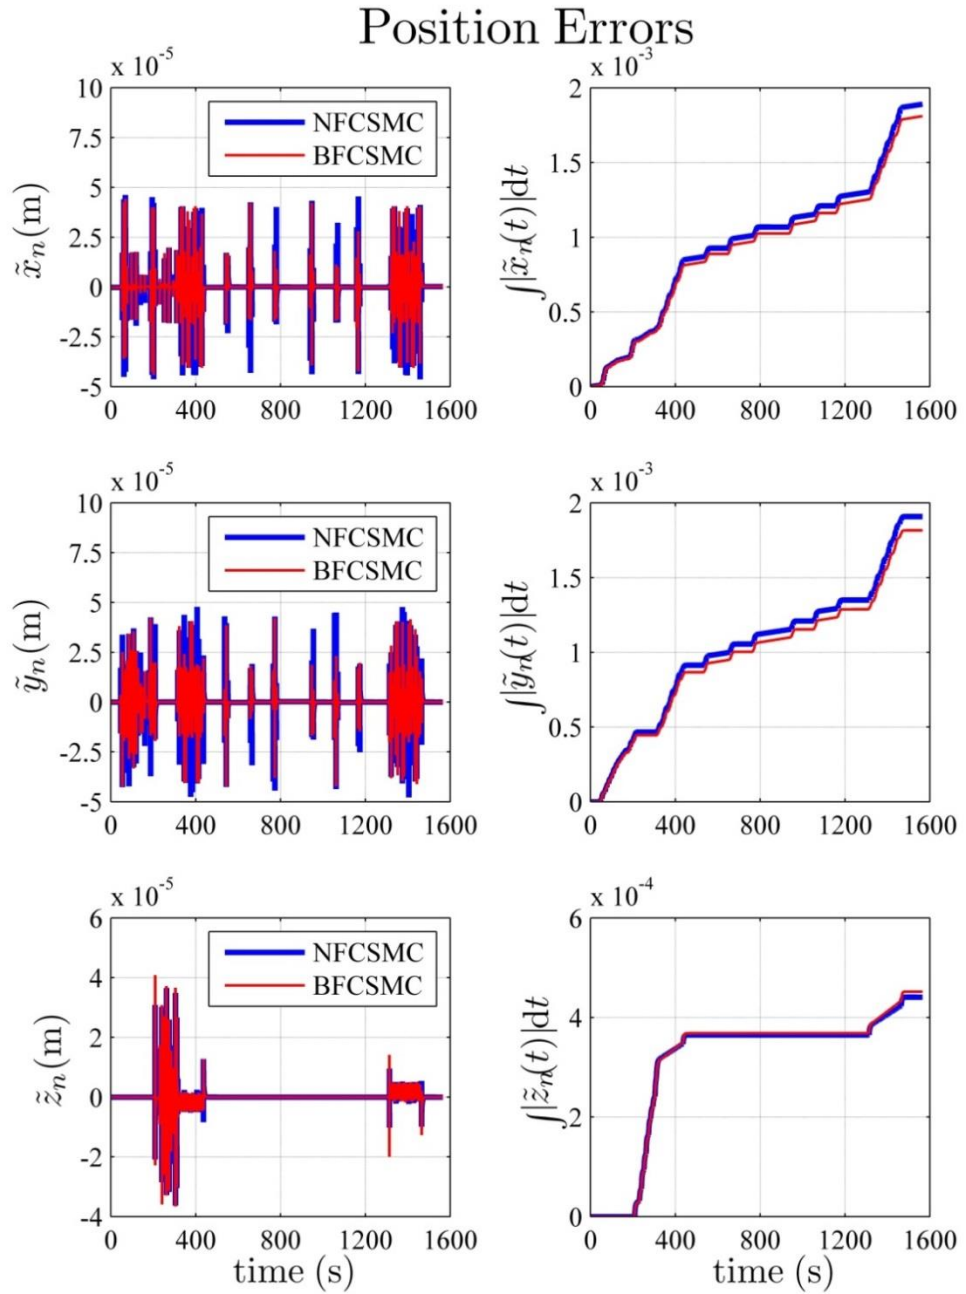 Position Errors
x 10⁻⁵
10
7.5
5
2.5
0
-2.5
-5
x̃ₙ(m)
NFCSMC
BFCSMC
0 400 800 1200 1600
x 10⁻³
2
1.5
1
0.5
0
∫|x̃ₙ(t)|dt
0 400 800 1200 1600
x 10⁻⁵
10
7.5
5
2.5
0
-2.5
-5
ỹₙ(m)
NFCSMC
BFCSMC
0 400 800 1200 1600
x 10⁻³
2
1.5
1
0.5
0
∫|ỹₙ(t)|dt
0 400 800 1200 1600
x 10⁻⁵
6
4
2
0
-2
-4
z̃ₙ(m)
NFCSMC
BFCSMC
0 400 800 1200 1600
time (s)
x 10⁻⁴
6
4
2
0
∫|z̃ₙ(t)|dt
0 400 800 1200 1600
time (s)